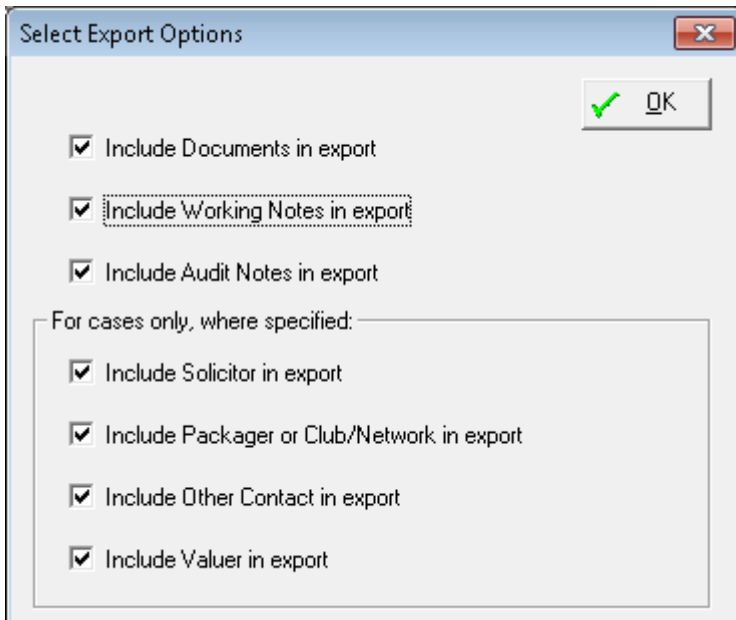 Select Export Options
OK
Include Documents in export
Include Working Notes in export
Include Audit Notes in export
For cases only, where specified:
Include Solicitor in export
Include Packager or Club/Network in export
Include Other Contact in export
Include Valuer in export